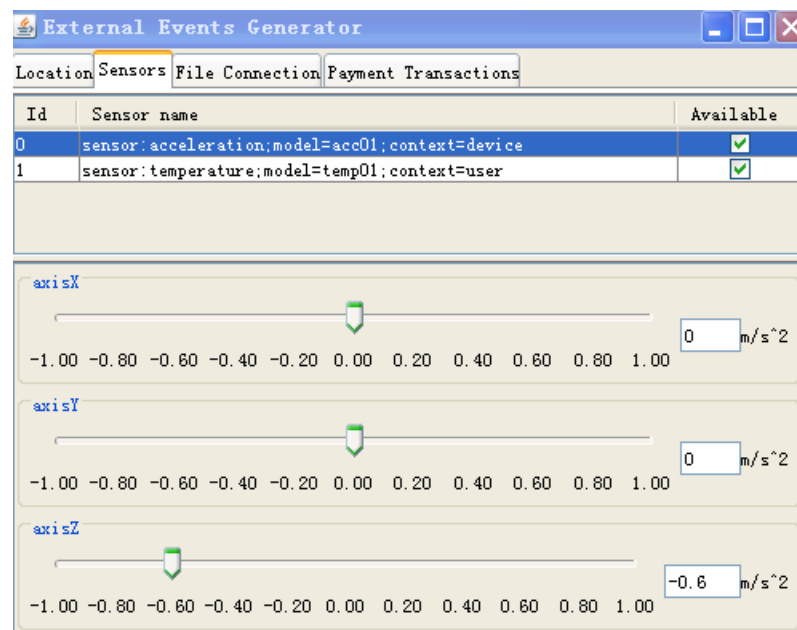 External Events Generator
Location Sensors File Connection Payment Transactions
Id Sensor name Available
0 sensor:acceleration;model=acc01;context=device
1 sensor:temperature;model=temp01;context=user
axisX
0 m/s^2
-1.00 -0.80 -0.60 -0.40 -0.20 0.00 0.20 0.40 0.60 0.80 1.00
axisY
0 m/s^2
-1.00 -0.80 -0.60 -0.40 -0.20 0.00 0.20 0.40 0.60 0.80 1.00
axisZ
-0.6 m/s^2
-1.00 -0.80 -0.60 -0.40 -0.20 0.00 0.20 0.40 0.60 0.80 1.00